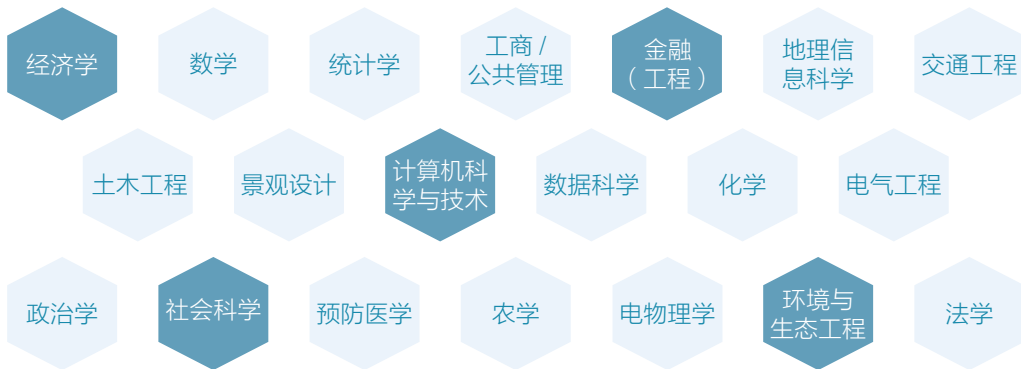 经济学
数学
统计学
工商 /
公共管理
金融
（工程）
地理信
息科学
交通工程
土木工程
景观设计
计算机科
学与技术
数据科学
化学
电气工程
政治学
社会科学
预防医学
农学
电物理学
环境与
生态工程
法学